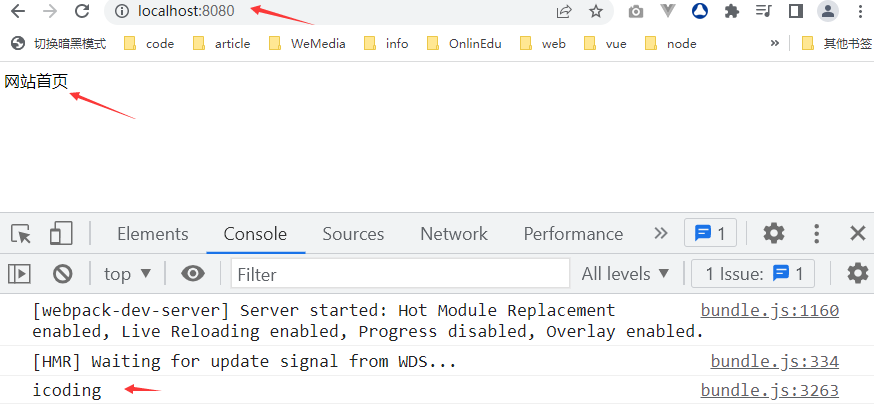 localhost:8080
切换暗黑模式 code article WeMedia info OnlinEdu web vue node » 其他书签
网站首页
Elements Console Sources Network Performance » 1
top Filter All levels 1 Issue: 1
[webpack-dev-server] Server started: Hot Module Replacement bundle.js:1160
enabled, Live Reloading enabled, Progress disabled, Overlay enabled.
[HMR] Waiting for update signal from WDS... bundle.js:334
icoding bundle.js:3263